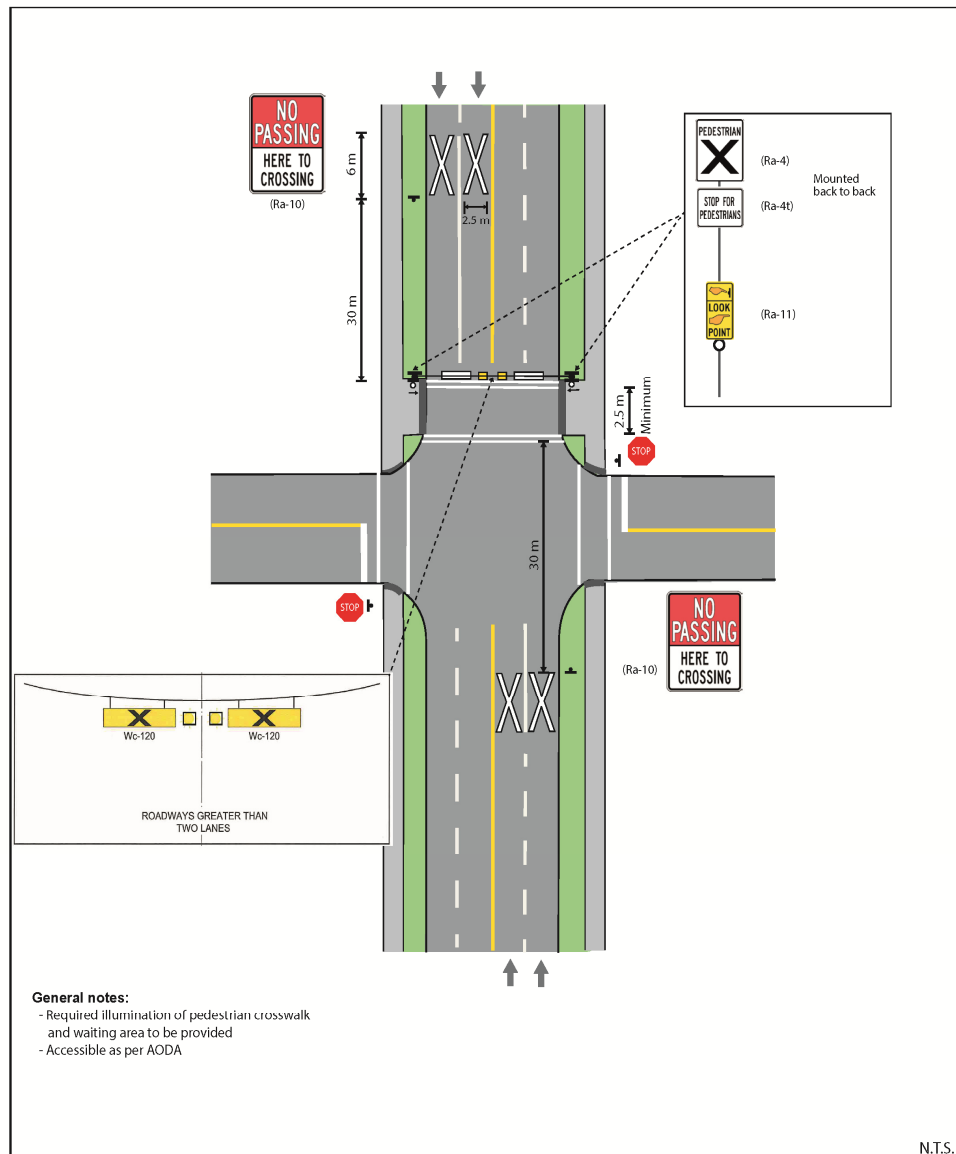 NO
PASSING
HERE TO
CROSSING
(Ra-10)
6 m
2.5 m
30 m
PEDESTRIAN
X
(Ra-4)
Mounted
back to back
STOP FOR
PEDESTRIANS
(Ra-4t)
LOOK
POINT
(Ra-11)
2.5 m
Minimum
STOP
30 m
STOP
NO
PASSING
HERE TO
CROSSING
(Ra-10)
X X
Wc-120 Wc-120
ROADWAYS GREATER THAN
TWO LANES
General notes:
- Required illumination of pedestrian crosswalk
and waiting area to be provided
- Accessible as per AODA
N.T.S.